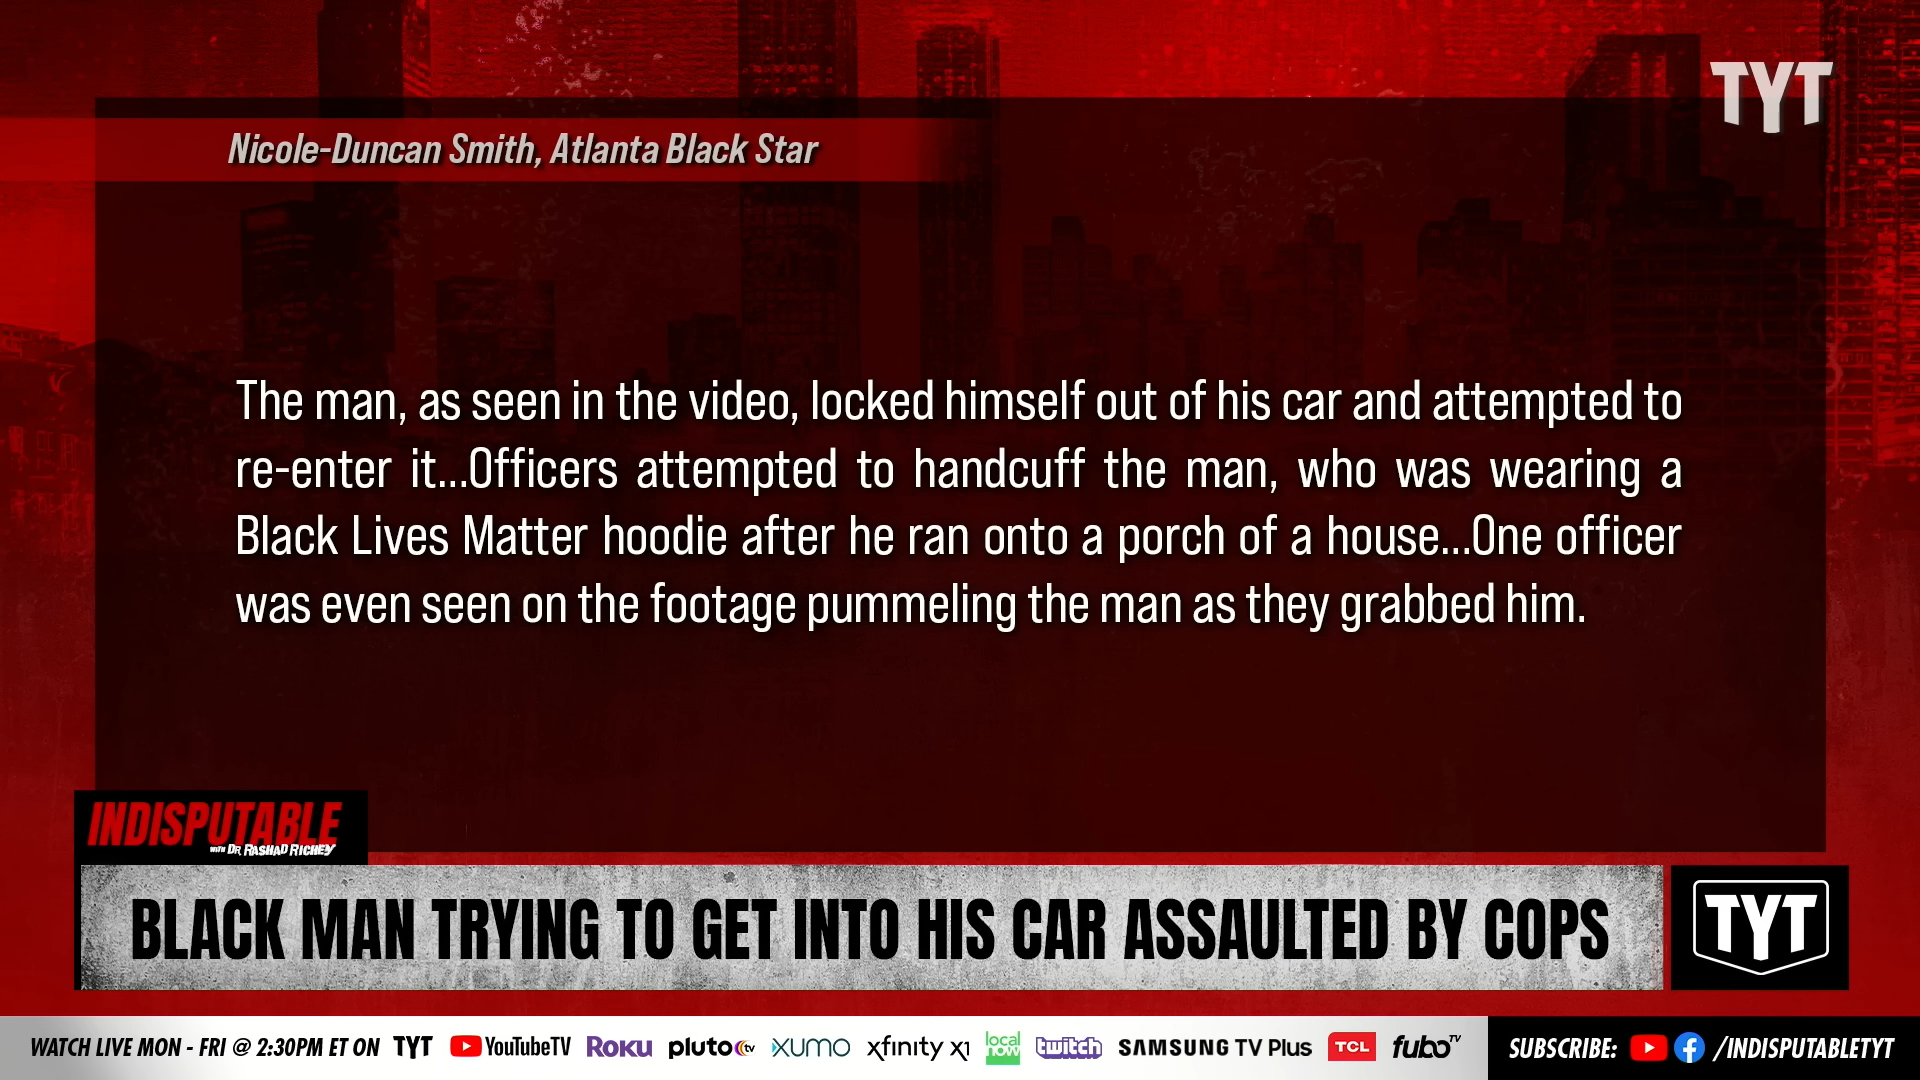 TYT
Nicole-Duncan Smith, Atlanta Black Star
The man, as seen in the video, locked himself out of his car and attempted to
re-enter it...Officers attempted to handcuff the man, who was wearing a
Black Lives Matter hoodie after he ran onto a porch of a house...One officer
was even seen on the footage pummeling the man as they grabbed him.
INDISPUTABLE
WITH DR RASHAD RICHEY
BLACK MAN TRYING TO GET INTO HIS CAR ASSAULTED BY COPS
TYT
WATCH LIVE MON - FRI @ 2:30PM ET ON TYT YouTubeTV ROKU pluto tv XUMO xfinity x1 local now twitch SAMSUNG TV Plus TCL fubo TV SUBSCRIBE: /INDISPUTABLETYT